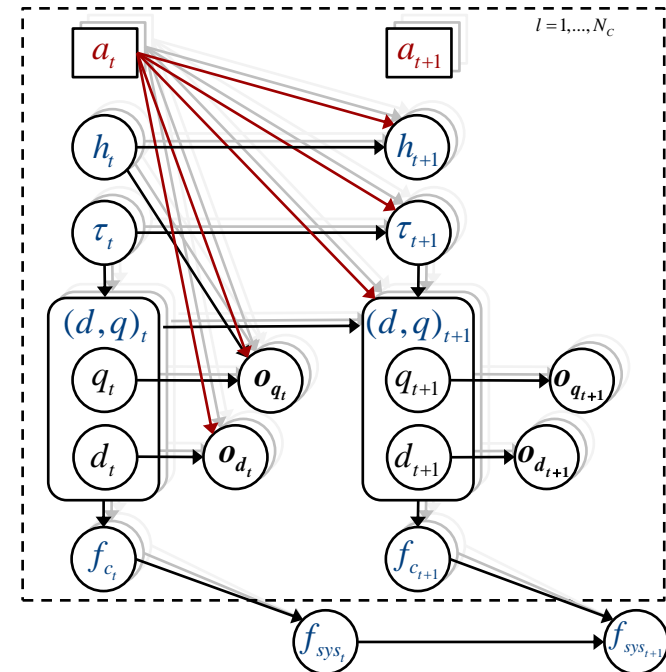 l = 1,..., N_C
a_t a_{t+1}
h_t h_{t+1}
τ_t τ_{t+1}
(d,q)_t (d,q)_{t+1}
q_t o_{q_t} q_{t+1} o_{q_{t+1}}
d_t o_{d_t} d_{t+1} o_{d_{t+1}}
f_{c_t} f_{c_{t+1}}
f_{sys_t} f_{sys_{t+1}}